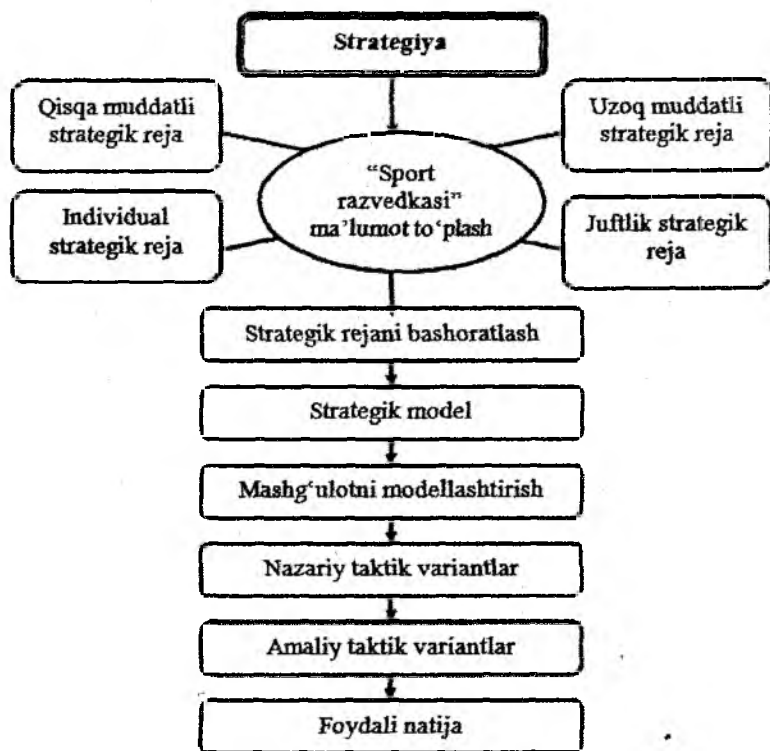 Strategiya
Qisqa muddatli
strategik reja
Uzoq muddatli
strategik reja
“Sport
razvedkasi”
ma’lumot to‘plash
Individual
strategik reja
Juftlik strategik
reja
Strategik rejani bashoratlash
Strategik model
Mashg‘ulotni modellashtirish
Nazariy taktik variantlar
Amaliy taktik variantlar
Foydali natija